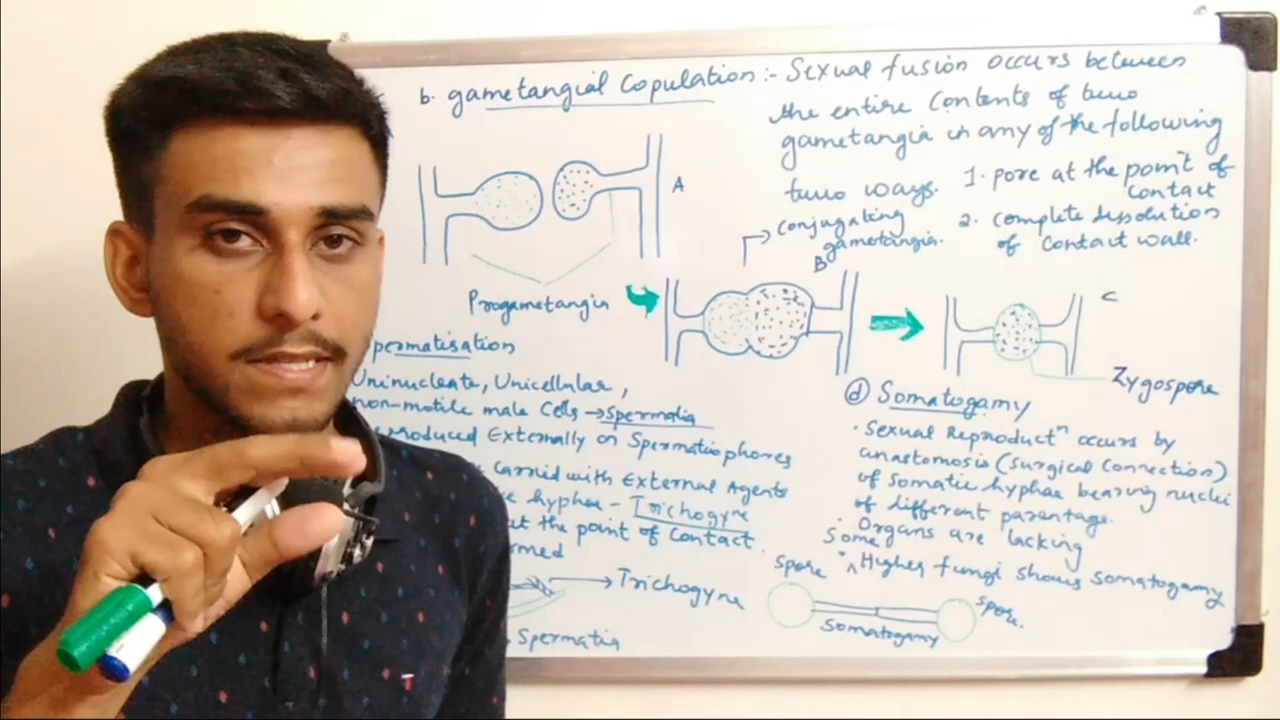 b. gametangial Copulation :- Sexual fusion occurs between
the entire Contents of two
gametangia in any of the following
two ways.
1. pore at the point of
contact
2. complete dissolution
of Contact wall.
A
Progametangia
conjugating
gametangia.
B
C
Zygospore
permatisation
Uninucleate, Unicellular,
non-motile male Cells → Spermatia
produced Externally on Spermatiophores
carried with External Agents
hyphae - Trichogyne
at the point of Contact.
rmed
Trichogyne
Spermatia
(d) Somatogamy
· Sexual Reproductⁿ occurs by
anastomosis (surgical Connection)
of Somatic hyphae bearing nuclei
of different parentage.
· Organs are lacking
Some
· Higher fungi shows somatogamy
spore
spore.
Somatogamy
T